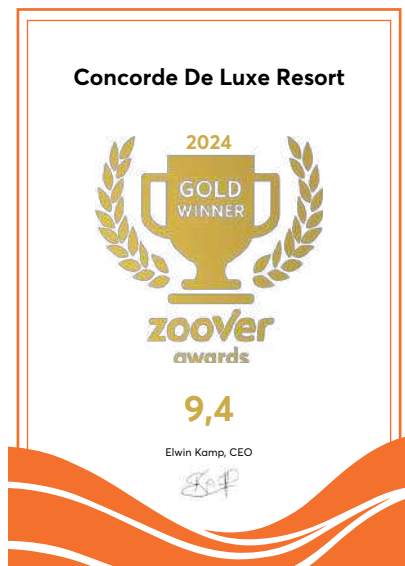 Concorde De Luxe Resort
2024
GOLD
WINNER
zoover
awards
9,4
Elwin Kamp, CEO